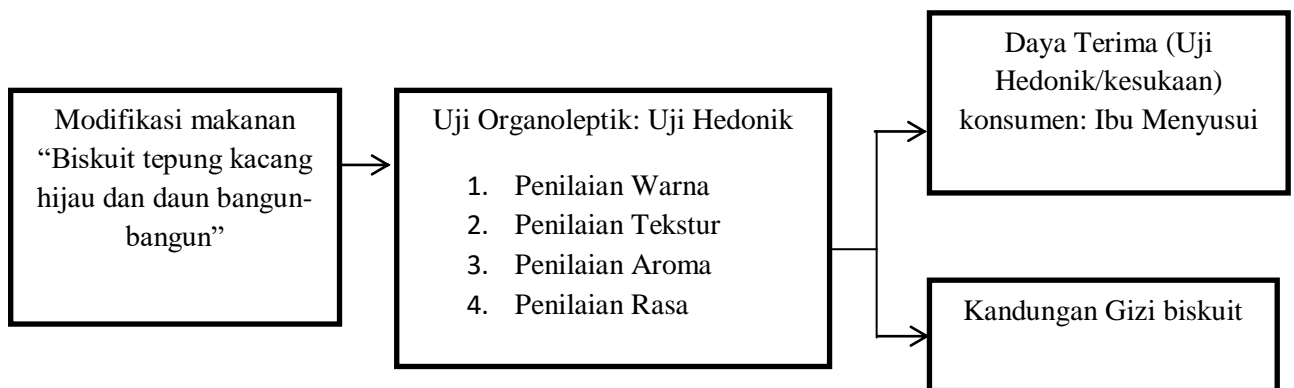 Modifikasi makanan
“Biskuit tepung kacang
hijau dan daun bangun-
bangun”
Uji Organoleptik: Uji Hedonik
1. Penilaian Warna
2. Penilaian Tekstur
3. Penilaian Aroma
4. Penilaian Rasa
Daya Terima (Uji
Hedonik/kesukaan)
konsumen: Ibu Menyusui
Kandungan Gizi biskuit